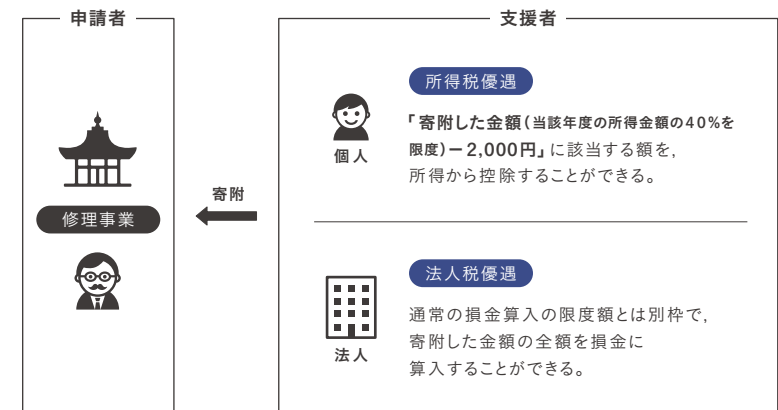 申請者
修理事業
寄附
支援者
個人
所得税優遇
「寄附した金額(当該年度の所得金額の40%を
限度)ー2,000円」に該当する額を,
所得から控除することができる。
法人
法人税優遇
通常の損金算入の限度額とは別枠で,
寄附した金額の全額を損金に
算入することができる。